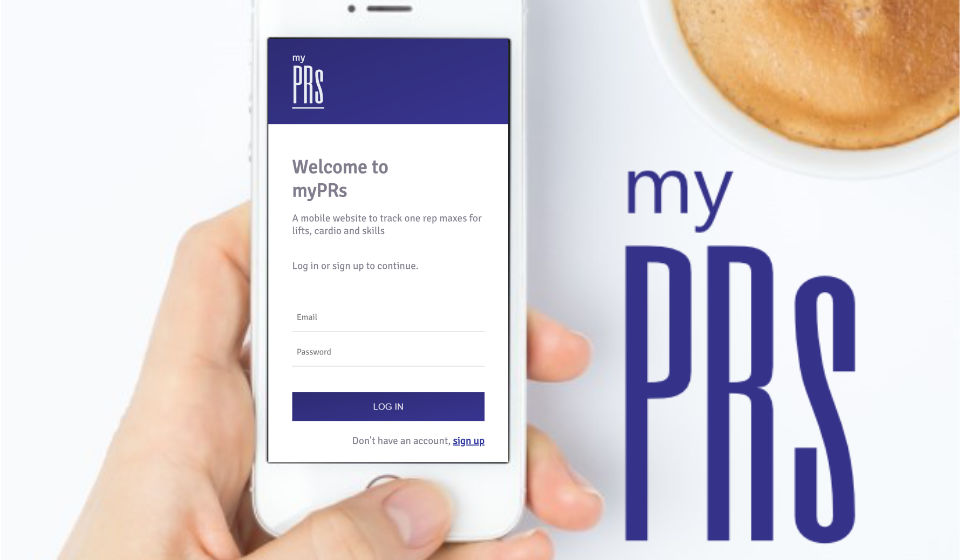 my
PRs
Welcome to
myPRs
A mobile website to track one rep maxes for
lifts, cardio and skills
Log in or sign up to continue.
Email
Password
LOG IN
Don't have an account, sign up
my
PRs